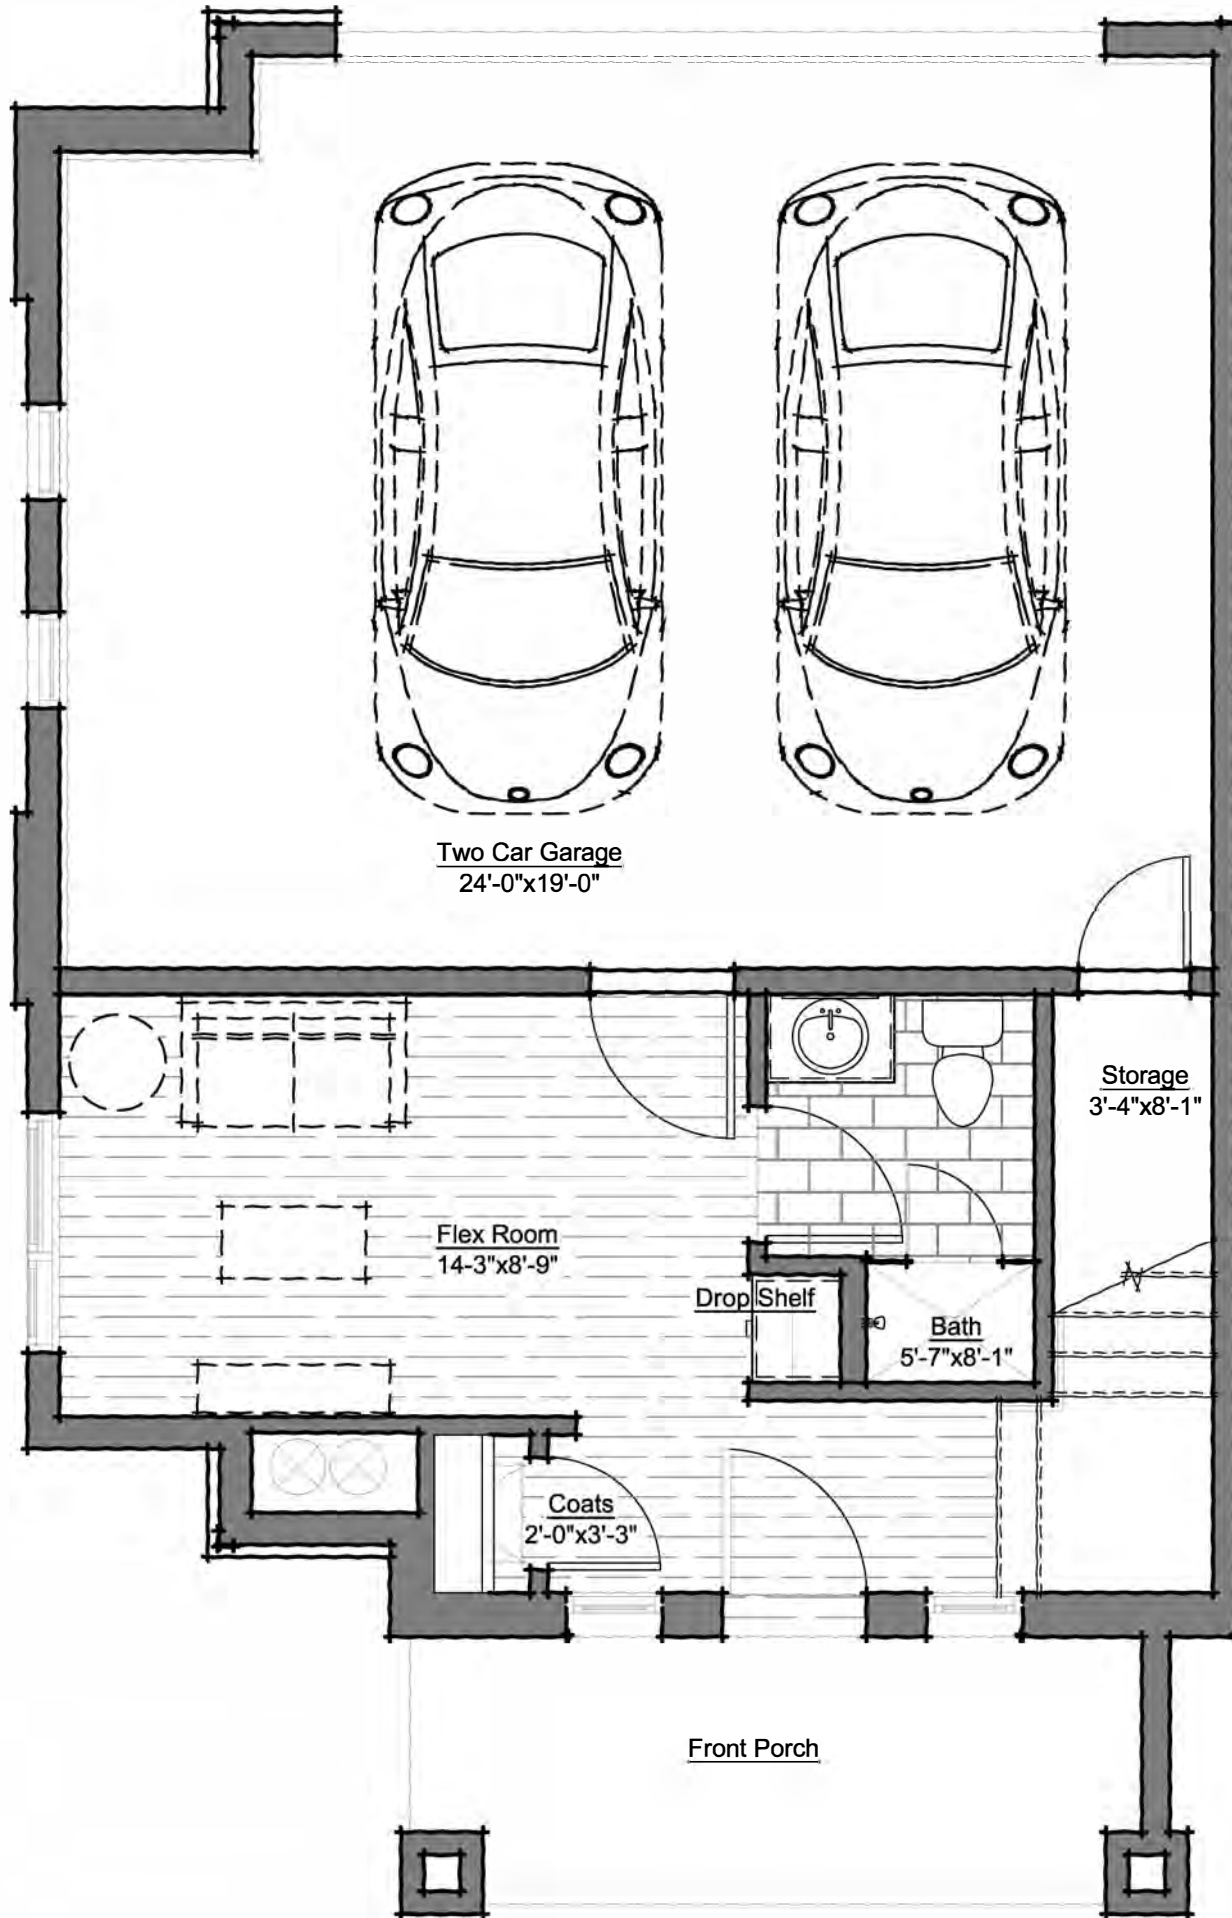 Two Car Garage
24'-0"x19'-0"
Storage
3'-4"x8'-1"
Flex Room
14-3"x8'-9"
Drop Shelf
Bath
5'-7"x8'-1"
Coats
2'-0"x3'-3"
Front Porch